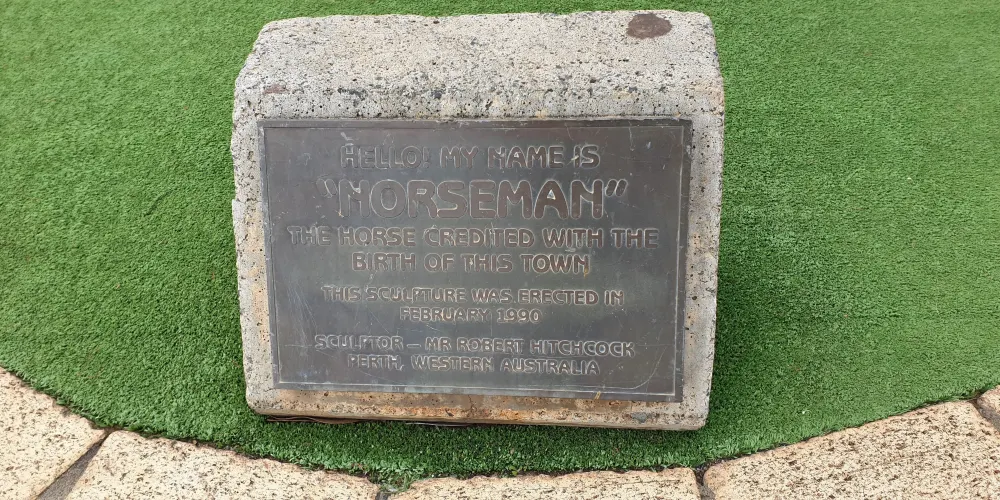 HELLO! MY NAME IS
"NORSEMAN"
THE HORSE CREDITED WITH THE
BIRTH OF THIS TOWN
THIS SCULPTURE WAS ERECTED IN
FEBRUARY 1990
SCULPTOR – MR ROBERT HITCHCOCK
PERTH, WESTERN AUSTRALIA